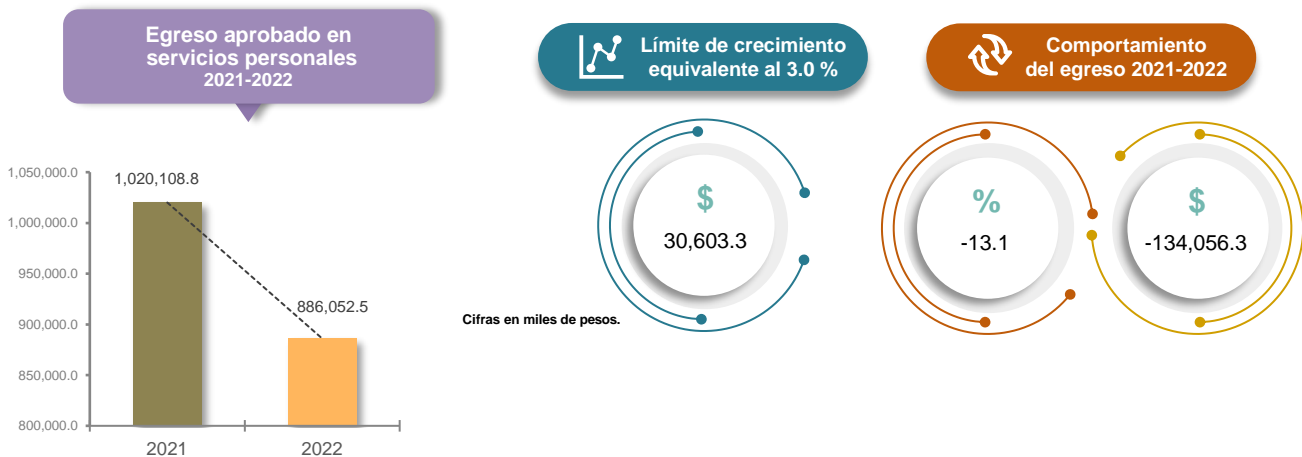 Egreso aprobado en
servicios personales
2021-2022
Límite de crecimiento
equivalente al 3.0 %
Comportamiento
del egreso 2021-2022
1,050,000.0
1,000,000.0
950,000.0
900,000.0
850,000.0
800,000.0
1,020,108.8
886,052.5
2021
2022
$
30,603.3
%
-13.1
$
-134,056.3
Cifras en miles de pesos.